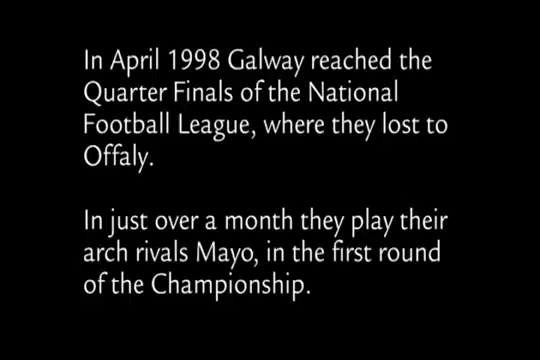 In April 1998 Galway reached the
Quarter Finals of the National
Football League, where they lost to
Offaly.
In just over a month they play their
arch rivals Mayo, in the first round
of the Championship.